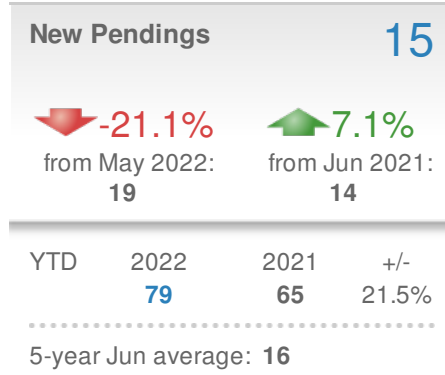 New Pendings 15
-21.1% 7.1%
from May 2022: from Jun 2021:
19 14
YTD 2022 2021 +/-
79 65 21.5%
5-year Jun average: 16